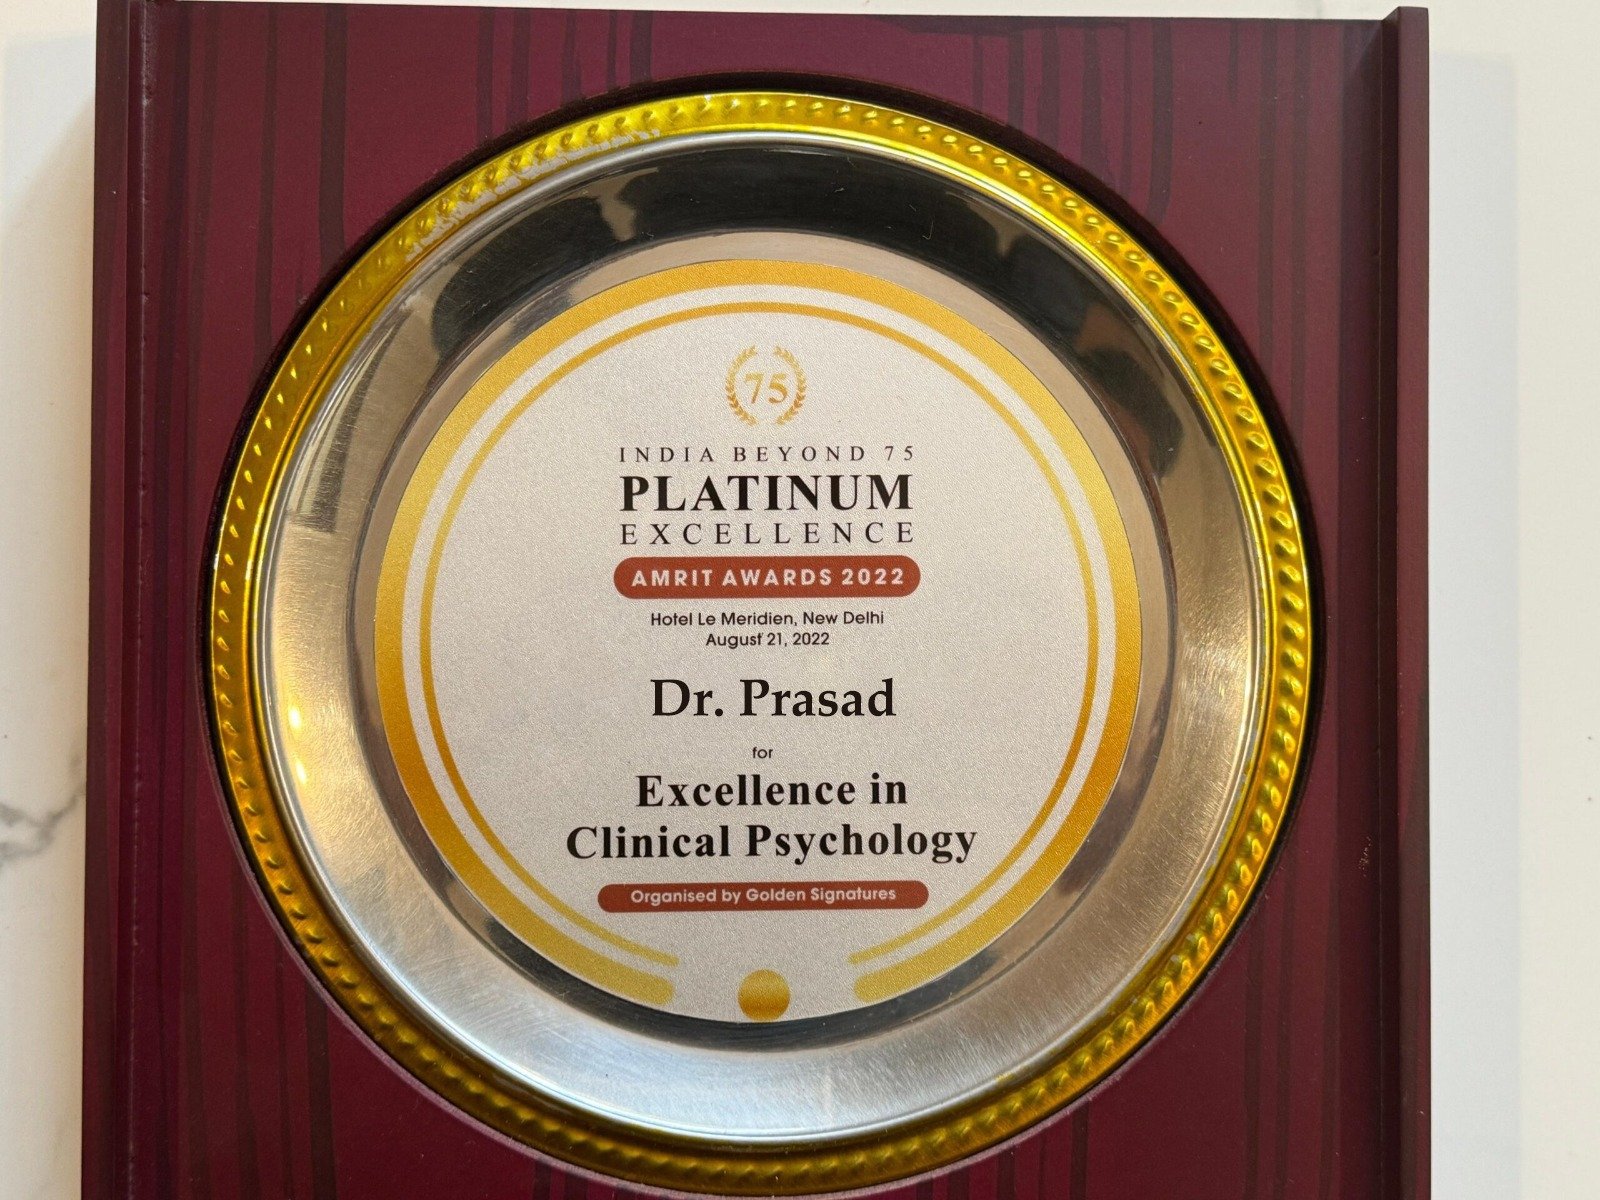 75
INDIA BEYOND 75
PLATINUM
EXCELLENCE
AMRIT AWARDS 2022
Hotel Le Meridien, New Delhi
August 21, 2022
Dr. Prasad
for
Excellence in
Clinical Psychology
Organised by Golden Signatures